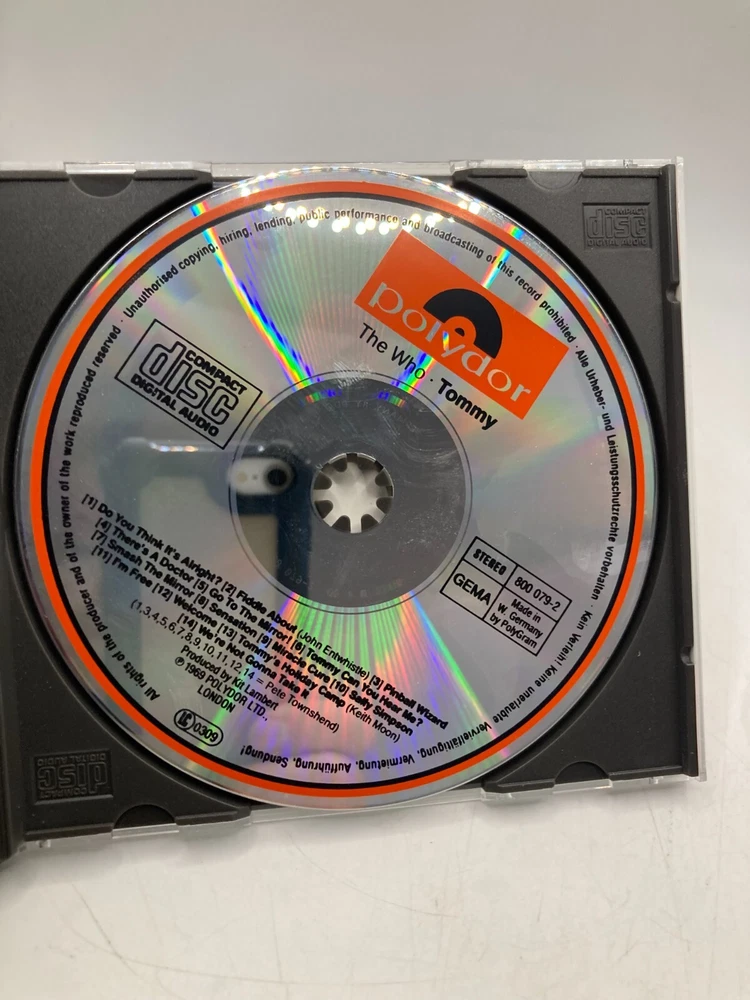 Unauthorised copying, hiring, lending, public performance and broadcasting of this record prohibited · Alle Urheber- und Leistungsschutzrechte vorbehalten · Kein Verleih! Keine unerlaubte Vervielfältigung, Vermietung, Aufführung, Sendung!
All rights of the producer and of the owner of the work reproduced reserved ·
polydor
The Who · Tommy
COMPACT
disc
DIGITAL AUDIO
STEREO
800 079-2
GEMA
Made in
W. Germany
by PolyGram
[1] Do You Think It's Alright? [2] Fiddle About (John Entwhistle) [3] Pinball Wizard
[4] There's A Doctor [5] Go To The Mirror! [6] Tommy Can You Hear Me?
[7] Smash The Mirror [8] Sensation [9] Miracle Cure [10] Sally Simpson
[11] I'm Free [12] Welcome [13] Tommy's Holiday Camp (Keith Moon)
[14] We're Not Gonna Take It
(1,3,4,5,6,7,8,9,10,11,12,14 = Pete Townshend)
Produced by Kit Lambert
℗ 1969 POLYDOR LTD.,
LONDON
0309
COMPACT
disc
DIGITAL AUDIO
COMPACT
disc
DIGITAL AUDIO